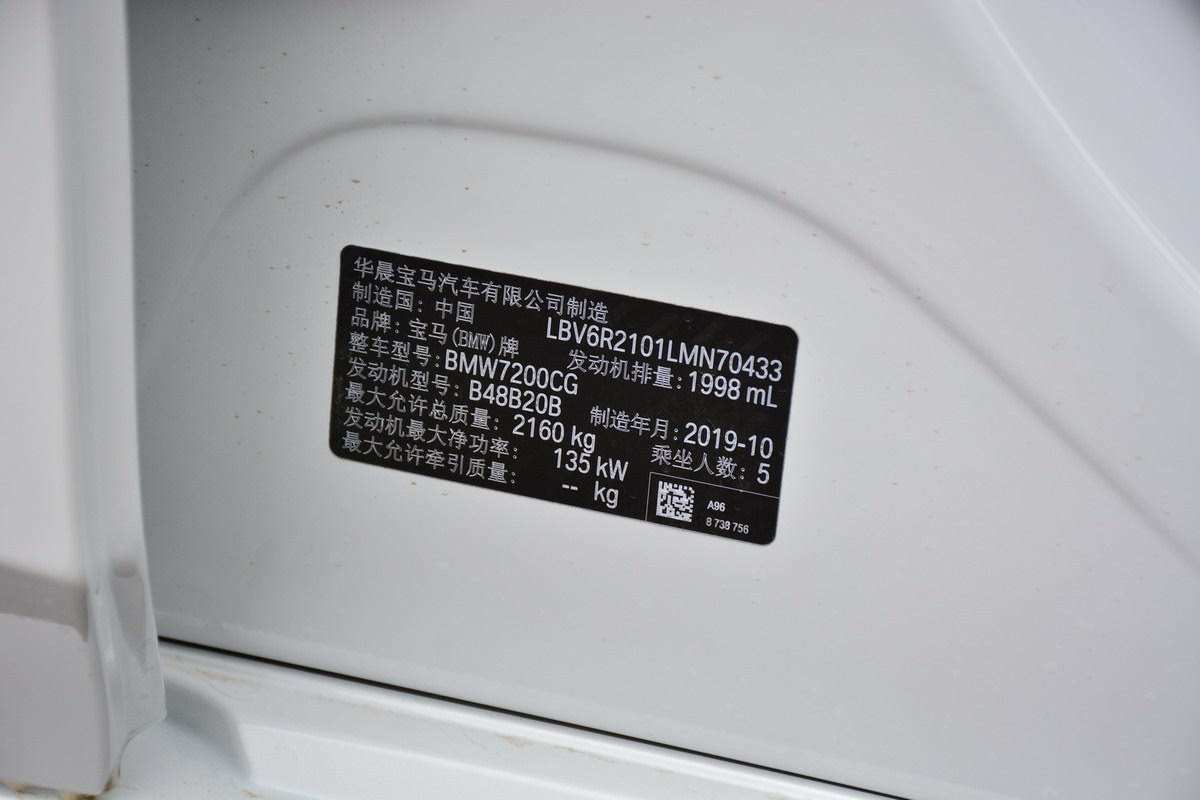 华晨宝马汽车有限公司制造
制造国：中国 LBV6R2101LMN70433
品牌：宝马(BMW)牌 发动机排量：1998 mL
整车型号：BMW7200CG
发动机型号：B48B20B 制造年月：2019-10
最大允许总质量：2160 kg 乘坐人数：5
发动机最大净功率：135 kW
最大允许牵引质量：-- kg
A96
8 738 756